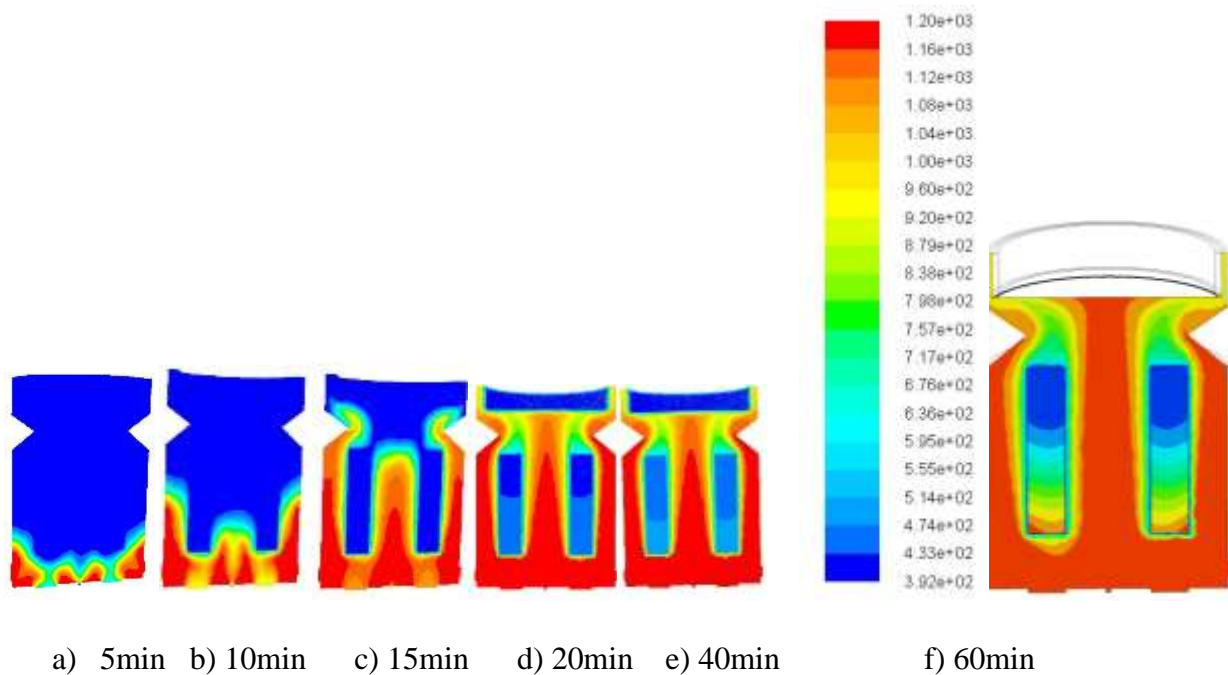 1.20e+03
1.16e+03
1.12e+03
1.08e+03
1.04e+03
1.00e+03
9.60e+02
9.20e+02
8.79e+02
8.38e+02
7.98e+02
7.57e+02
7.17e+02
6.76e+02
6.36e+02
5.95e+02
5.55e+02
5.14e+02
4.74e+02
4.33e+02
3.92e+02
a) 5min b) 10min c) 15min d) 20min e) 40min f) 60min